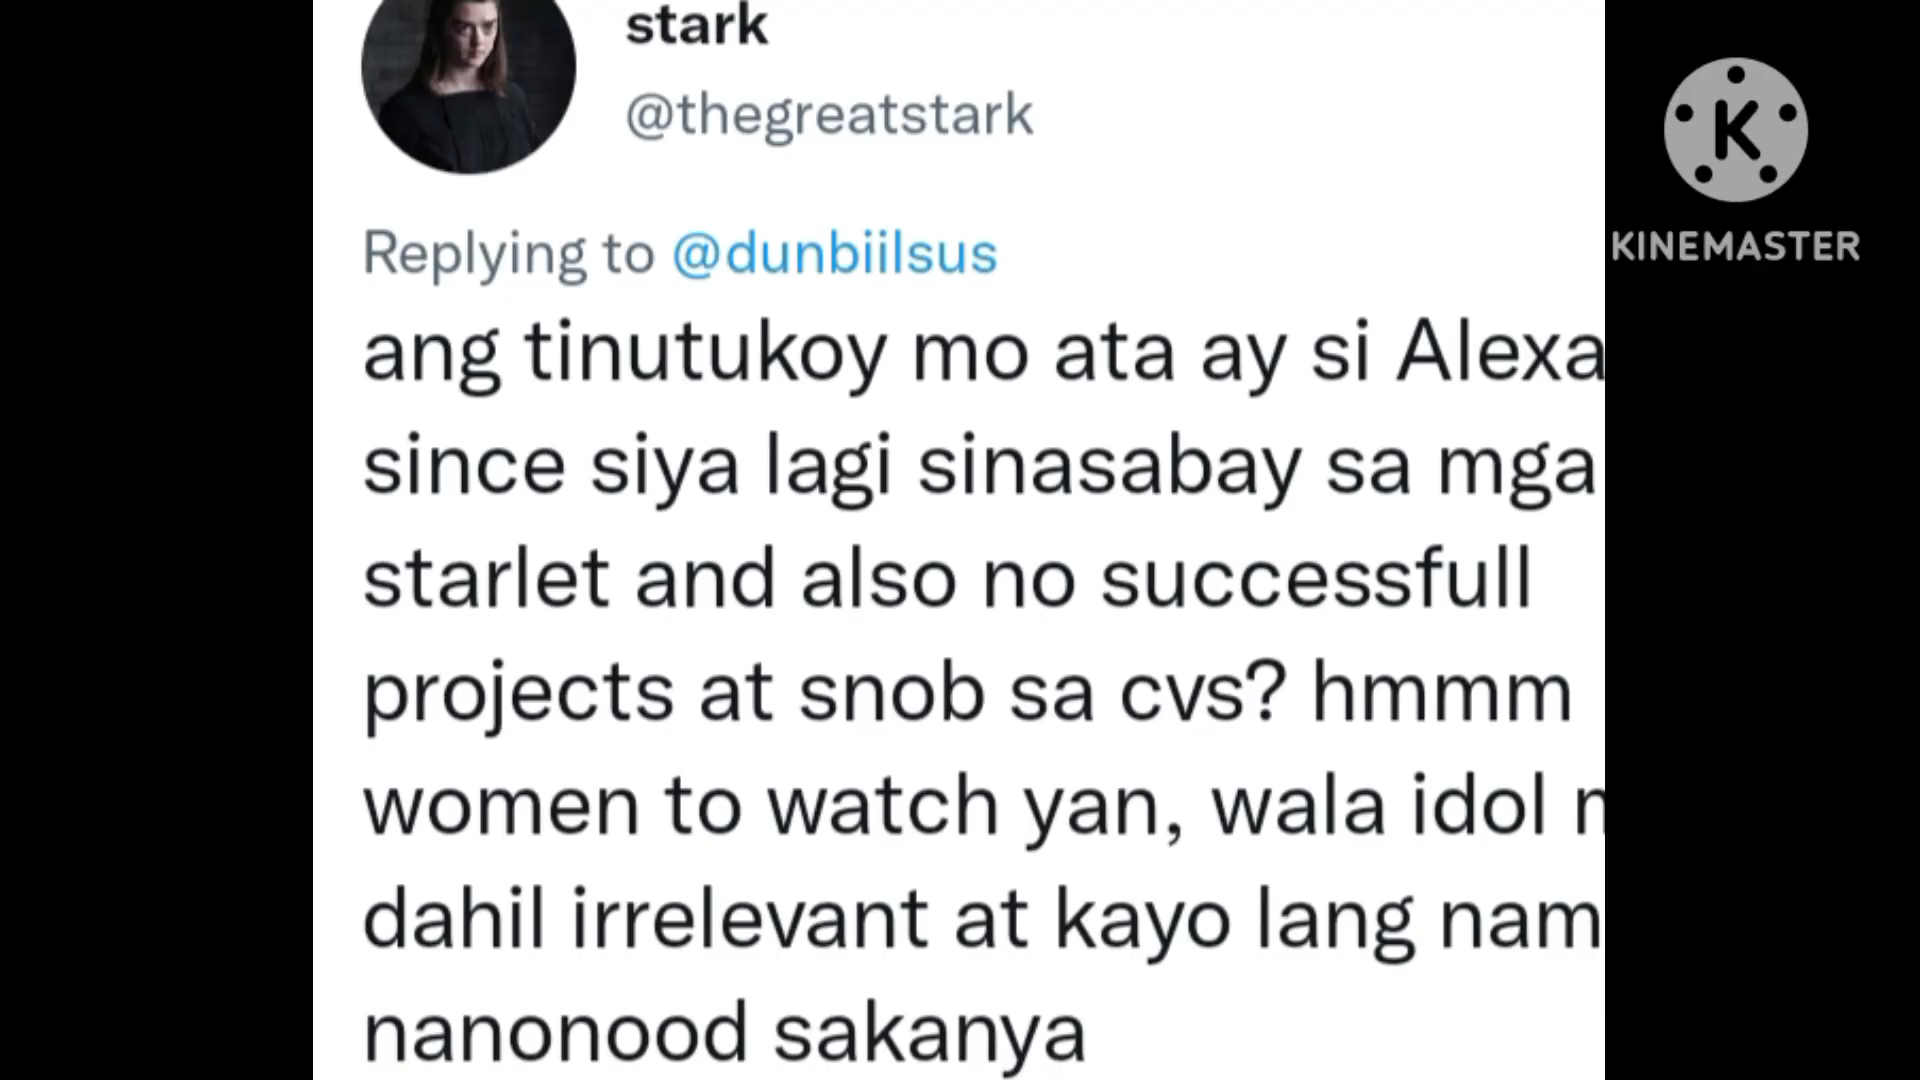 stark
@thegreatstark
Replying to @dunbiilsus
ang tinutukoy mo ata ay si Alexa
since siya lagi sinasabay sa mga
starlet and also no successfull
projects at snob sa cvs? hmmm
women to watch yan, wala idol
dahil irrelevant at kayo lang nam
nanonood sakanya
KINEMASTER